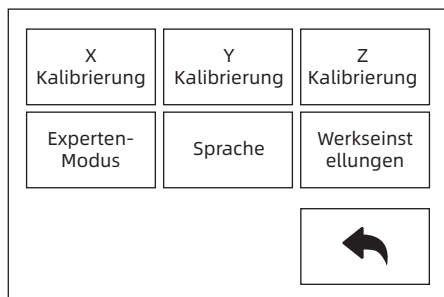 X
Kalibrierung
Y
Kalibrierung
Z
Kalibrierung
Experten-
Modus
Sprache
Werkseinst
ellungen